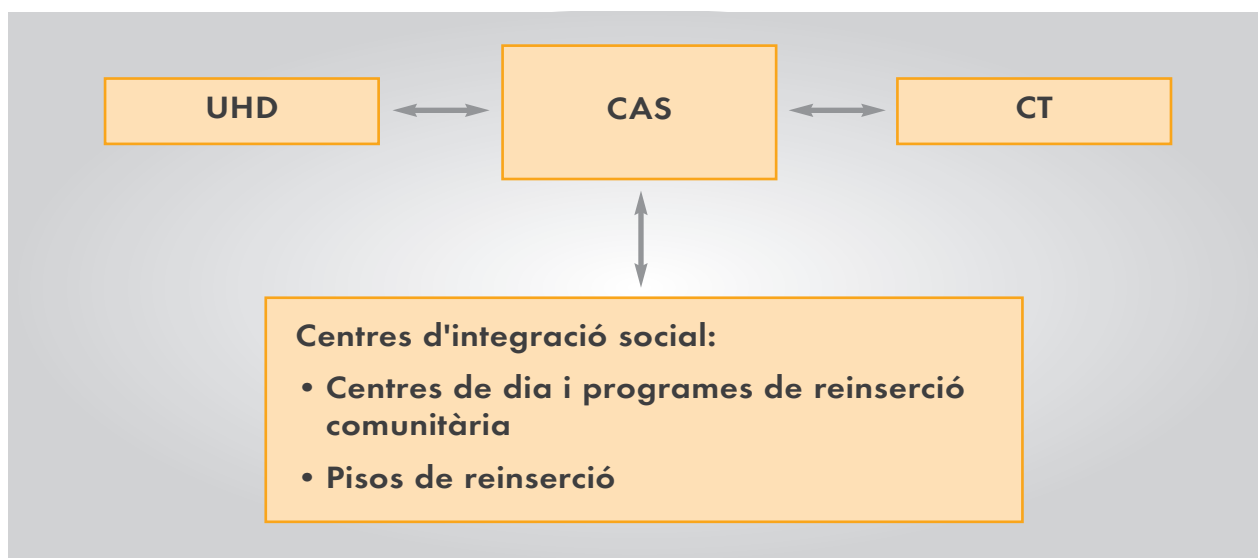 UHD
CAS
CT
Centres d'integració social:
• Centres de dia i programes de reinserció
comunitària
• Pisos de reinserció